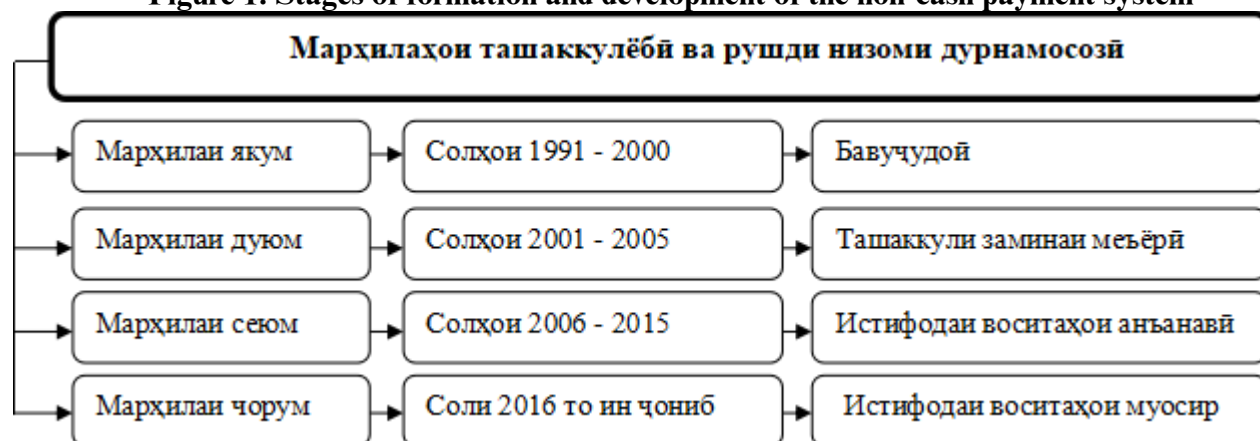 Figure 1. Stages of formation and development of the non-cash payment system
Марҳилаҳои ташаккулёбӣ ва рушди низоми дурнамосозӣ
Марҳилаи якум Солҳои 1991 - 2000 Бавуҷудоӣ
Марҳилаи дуюм Солҳои 2001 - 2005 Ташаккули заминаи меъёрӣ
Марҳилаи сеюм Солҳои 2006 - 2015 Истифодаи воситаҳои анъанавӣ
Марҳилаи чорум Соли 2016 то ин ҷониб Истифодаи воситаҳои муосир